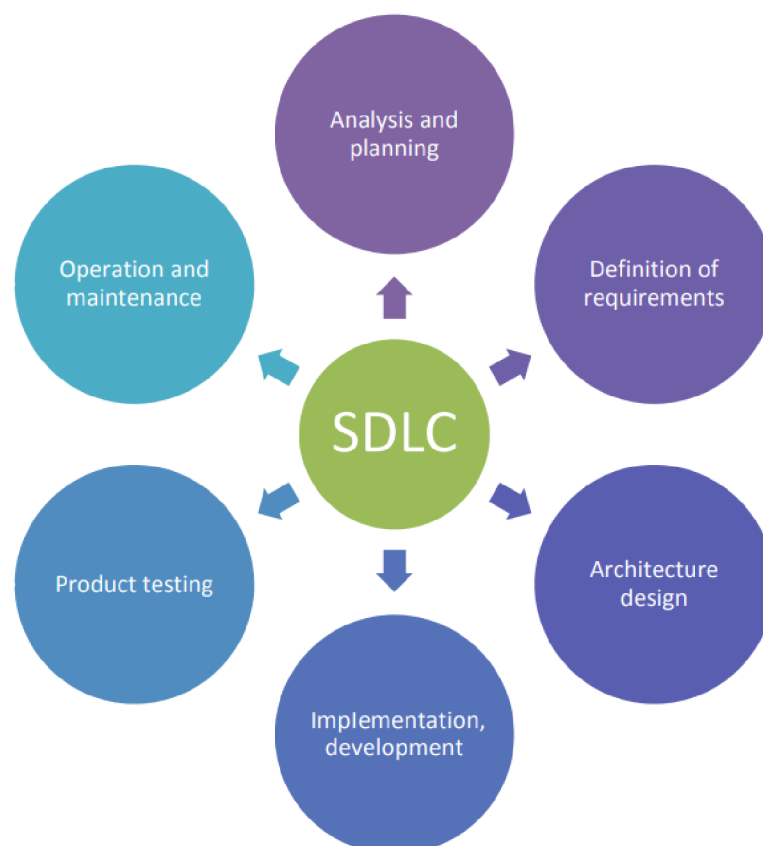 Analysis and
planning
Operation and
maintenance
Definition of
requirements
SDLC
Product testing
Architecture
design
Implementation,
development